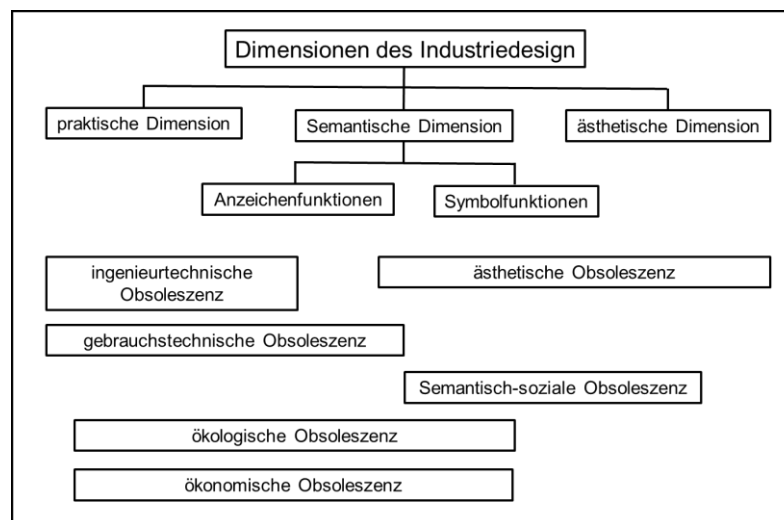 Dimensionen des Industriedesign
praktische Dimension
Semantische Dimension
ästhetische Dimension
Anzeichenfunktionen
Symbolfunktionen
ingenieurtechnische
Obsoleszenz
ästhetische Obsoleszenz
gebrauchstechnische Obsoleszenz
Semantisch-soziale Obsoleszenz
ökologische Obsoleszenz
ökonomische Obsoleszenz